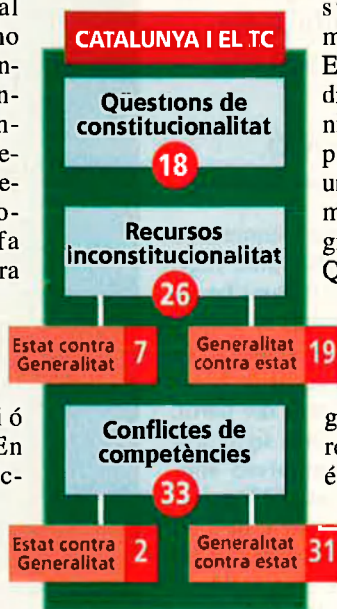 CATALUNYA I EL TC
Qüestions de
constitucionalitat
18
Recursos
inconstitucionalitat
26
Estat contra
Generalitat
7
Generalitat
contra estat
19
Conflictes de
competències
33
Estat contra
Generalitat
2
Generalitat
contra estat
31